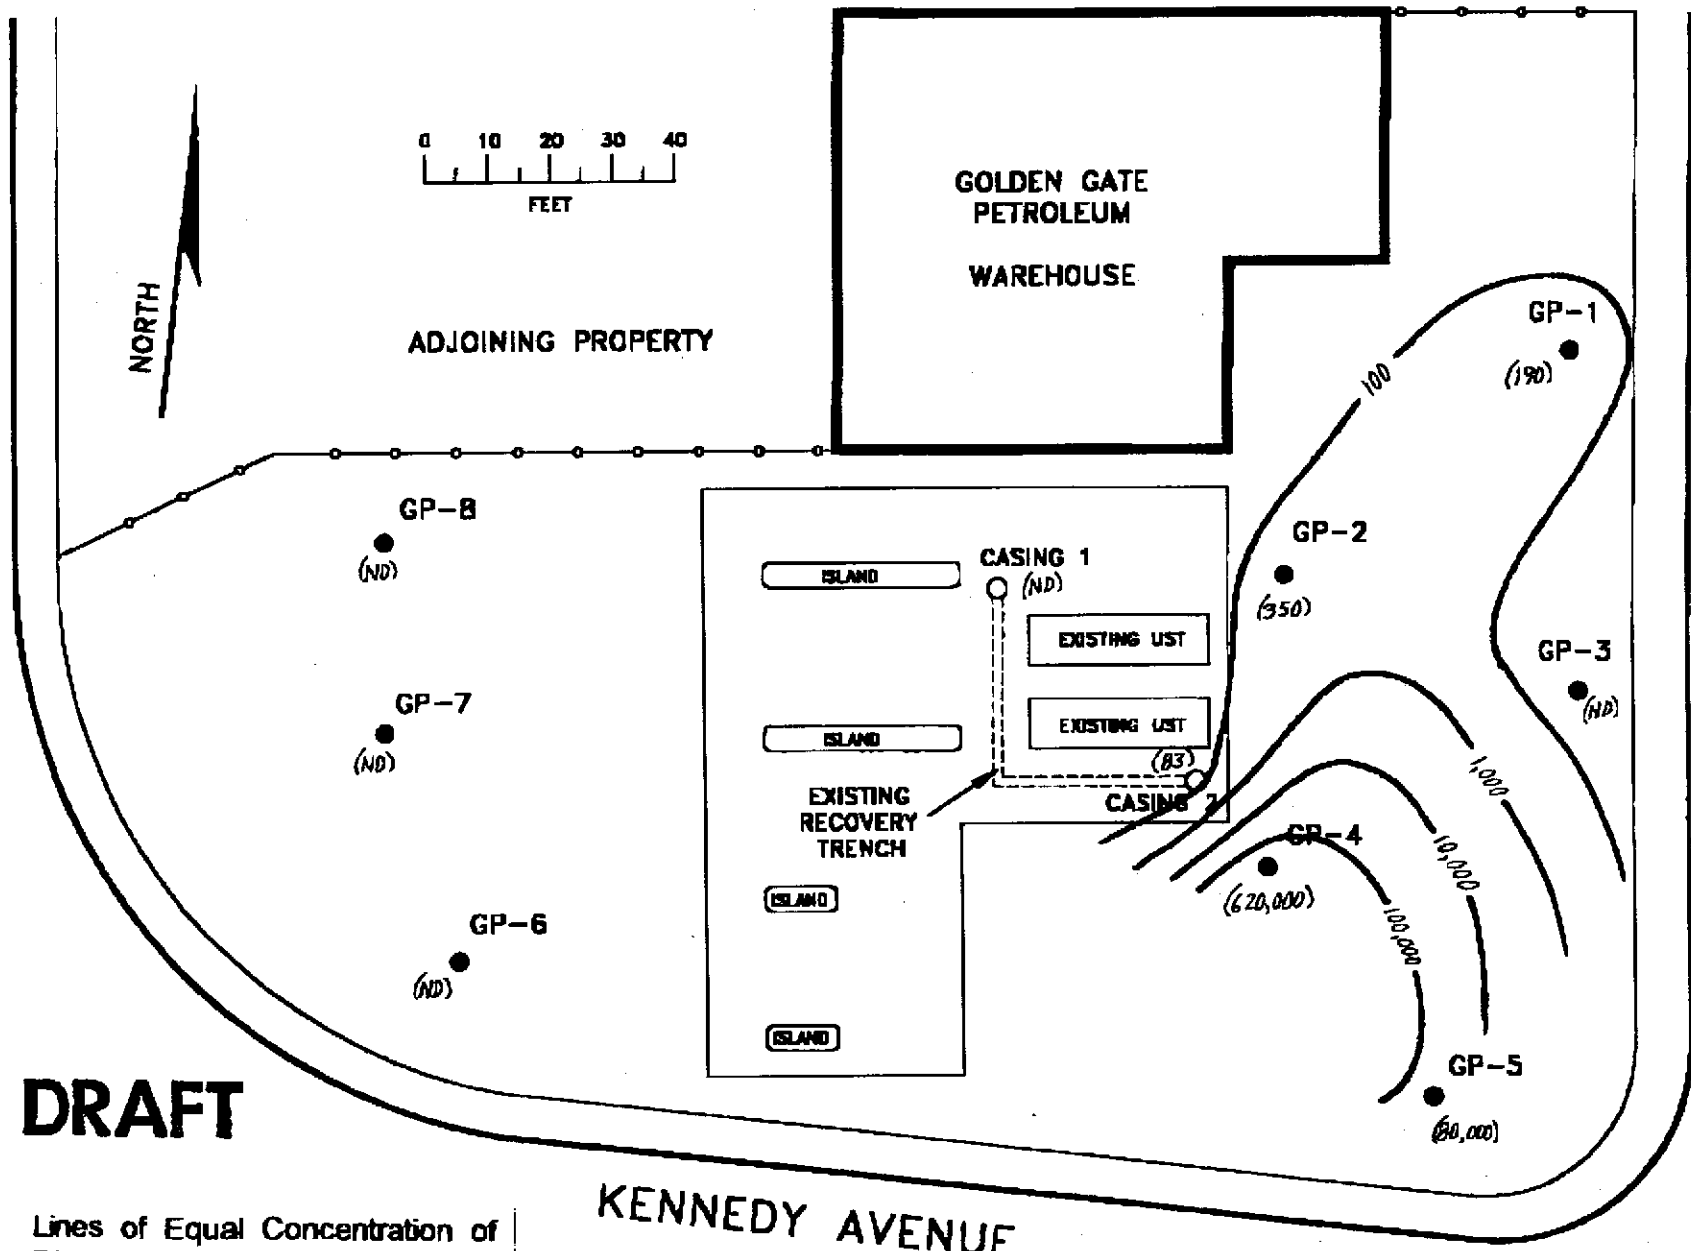 0 10 20 30 40
FEET
NORTH
ADJOINING PROPERTY
GOLDEN GATE
PETROLEUM
WAREHOUSE
GP-1
(190)
100
GP-8
(ND)
GP-2
(350)
CASING 1
(ND)
ISLAND
EXISTING UST
GP-3
(ND)
GP-7
(ND)
EXISTING UST
ISLAND
(83)
CASING 2
EXISTING
RECOVERY
TRENCH
1,000
GP-4
(620,000)
10,000
100,000
ISLAND
GP-6
(ND)
ISLAND
GP-5
(80,000)
DRAFT
KENNEDY AVENUE
Lines of Equal Concentration of